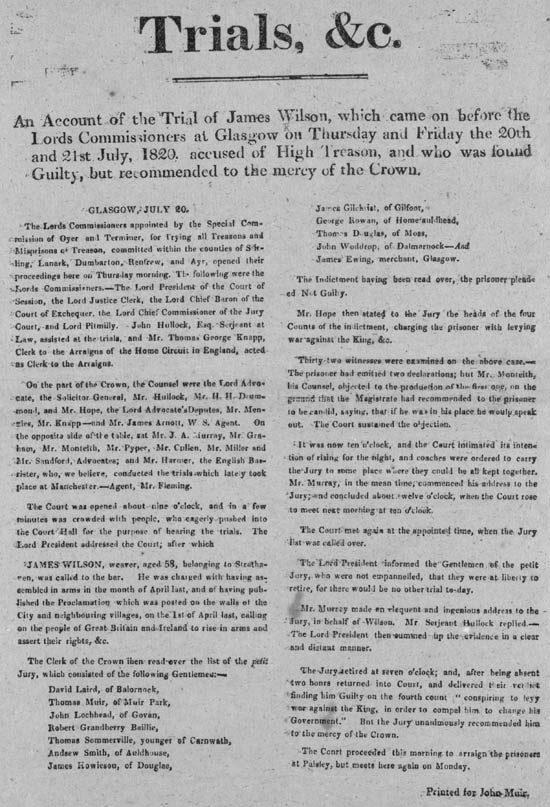 Trials, &c.
An Account of the Trial of James Wilson, which came on before the
Lords Commissioners at Glasgow on Thursday and Friday the 20th
and 21st July, 1820, accused of High Treason, and who was found
Guilty, but recommended to the mercy of the Crown.
GLASGOW, JULY 20.
The Lords Commissioners appointed by the Special Com-
mission of Oyer and Terminer, for Trying all Treasons and
Misprisons of Treason, committed within the counties of Stir-
ling, Lanark, Dumbarton, Renfrew, and Ayr, opened their
proceedings here on Thursday morning. The following were the
Lords Commissioners.—The Lord President of the Court of
Session, the Lord Justice Clerk, the Lord Chief Baron of the
Court of Exchequer, the Lord Chief Commissioner of the Jury
Court, and Lord Pitmilly. John Hullock, Esq. Serjeant at
Law, assisted at the trials, and Mr. Thomas George Knapp,
Clerk to the Arraigns of the Home Circuit in England, acted
as Clerk to the Arraigns.
On the part of the Crown, the Counsel were the Lord Advo-
cate, the Solicitor General, Mr. Hullock, Mr. H. H. Drum-
mond, and Mr. Hope, the Lord Advocate's Deputes, Mr. Men-
zies, Mr. Knapp—and Mr. James Arnott, W. S. Agent. On
the opposite side of the table, sat Mr. J. A. Murray, Mr. Gra-
ham, Mr. Monteith, Mr. Pyper, Mr. Cullen, Mr. Miller and
Mr. Sandford, Advocates; and Mr. Harmer, the English Bar-
rister, who, we believe, conducted the trials which lately took
place at Manchester.—Agent, Mr. Fleming.
The Court was opened about nine o'clock, and in a few
minutes was crowded with people, who eagerly pushed into
the Court Hall for the purpose of hearing the trials. The
Lord President addressed the Court; after which
JAMES WILSON, weaver, aged 58, belonging to Stratha-
ven, was called to the bar. He was charged with having as-
sembled in arms in the month of April last, and of having pub-
lished the Proclamation which was posted on the walls of the
City and neighbouring villages, on the 1st of April last, calling
on the people of Great Britain and Ireland to rise in arms and
assert their rights, &c.
The Clerk of the Crown then read over the list of the petit
Jury, which consisted of the following Gentlemen:—
David Laird, of Balornock,
Thomas Muir, of Muir Park,
John Lochhead, of Govan,
Robert Grandberry Baillie,
Thomas Sommerville, younger of Carnwath,
Andrew Smith, of Auldhouse,
James Howieson, of Douglas,
James Gilchrist, of Gilfoot,
George Rowan, of Homeauldhead,
Thomas Douglas, of Moss,
John Woddrop, of Dalmarnock—And
James Ewing, merchant, Glasgow.
The Indictment having been read over, the prisoner plead-
ed Not Guilty.
Mr. Hope then stated to the Jury the heads of the four
Counts of the indictment, charging the prisoner with levying
war against the King, &c.
Thirty-two witnesses were examined on the above case.—
The prisoner had emitted two declarations; but Mr. Monteith,
his Counsel, objected to the production of the first one, on the
ground that the Magistrate had recommended to the prisoner
to be candid, saying, that if he was in his place he would speak
out. The Court sustained the objection.
It was now ten o'clock, and the Court intimated its inten-
tion of rising for the night, and coaches were ordered to carry
the Jury to some place where they could be all kept together.
Mr. Murray, in the mean time, commenced his address to the
Jury; and concluded about twelve o'clock, when the Court rose
to meet next morning at ten o'clock.
The Court met again at the appointed time, when the Jury
list was called over.
The Lord President informed the Gentlemen of the petit
Jury, who were not empannelled, that they were at liberty to
retire, for there would be no other trial to-day.
Mr. Murray made an eloquent and ingenious address to the
Jury, in behalf of Wilson. Mr. Serjeant Hullock replied.—
The Lord President then summed up the evidence in a clear
and distant manner.
The Jury retired at seven o'clock; and, after being absent
two hours returned into Court, and delivered their verdict
finding him Guilty on the fourth count, "conspiring to levy
war against the King, in order to compel him to change his
Government." But the Jury unanimously recommended him
to the mercy of the Crown.
The Court proceeded this morning to arraign the prisoners
at Paisley, but meets here again on Monday.
Printed for John Muir.